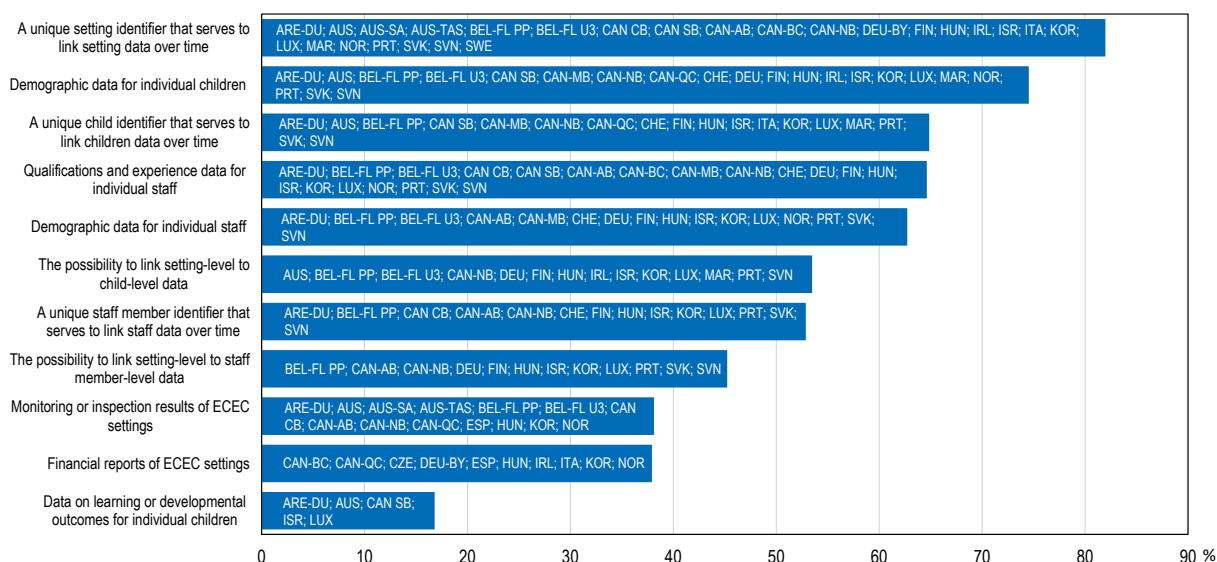 A unique setting identifier that serves to
link setting data over time
ARE-DU; AUS; AUS-SA; AUS-TAS; BEL-FL PP; BEL-FL U3; CAN CB; CAN SB; CAN-AB; CAN-BC; CAN-NB; DEU-BY; FIN; HUN; IRL; ISR; ITA; KOR;
LUX; MAR; NOR; PRT; SVK; SVN; SWE
Demographic data for individual children
ARE-DU; AUS; BEL-FL PP; BEL-FL U3; CAN SB; CAN-MB; CAN-NB; CAN-QC; CHE; DEU; FIN; HUN; IRL; ISR; KOR; LUX; MAR; NOR;
PRT; SVK; SVN
A unique child identifier that serves to
link children data over time
ARE-DU; AUS; BEL-FL PP; CAN SB; CAN-MB; CAN-NB; CAN-QC; CHE; FIN; HUN; ISR; ITA; KOR; LUX; MAR; PRT;
SVK; SVN
Qualifications and experience data for
individual staff
ARE-DU; BEL-FL PP; BEL-FL U3; CAN CB; CAN SB; CAN-AB; CAN-BC; CAN-MB; CAN-NB; CHE; DEU; FIN; HUN;
ISR; KOR; LUX; NOR; PRT; SVK; SVN
Demographic data for individual staff
ARE-DU; BEL-FL PP; BEL-FL U3; CAN-AB; CAN-MB; CHE; DEU; FIN; HUN; ISR; KOR; LUX; NOR; PRT; SVK;
SVN
The possibility to link setting-level to
child-level data
AUS; BEL-FL PP; BEL-FL U3; CAN-NB; DEU; FIN; HUN; IRL; ISR; KOR; LUX; MAR; PRT; SVN
A unique staff member identifier that
serves to link staff data over time
ARE-DU; BEL-FL PP; CAN CB; CAN-AB; CAN-NB; CHE; FIN; HUN; ISR; KOR; LUX; PRT; SVK;
SVN
The possibility to link setting-level to staff
member-level data
BEL-FL PP; CAN-AB; CAN-NB; DEU; FIN; HUN; ISR; KOR; LUX; PRT; SVK; SVN
Monitoring or inspection results of ECEC
settings
ARE-DU; AUS; AUS-SA; AUS-TAS; BEL-FL PP; BEL-FL U3; CAN
CB; CAN-AB; CAN-NB; CAN-QC; ESP; HUN; KOR; NOR
Financial reports of ECEC settings
CAN-BC; CAN-QC; CZE; DEU-BY; ESP; HUN; IRL; ITA; KOR; NOR
Data on learning or developmental
outcomes for individual children
ARE-DU; AUS; CAN SB;
ISR; LUX
0 10 20 30 40 50 60 70 80 90 %